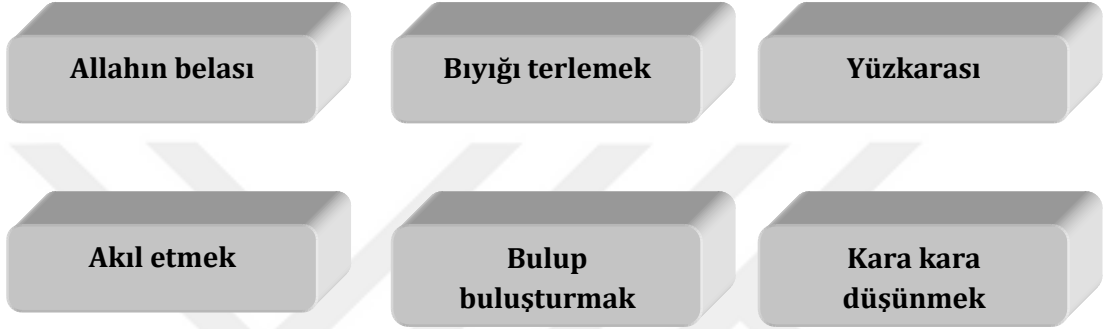 Allahın belası
Bıyığı terlemek
Yüzkarası
Akıl etmek
Bulup
buluşturmak
Kara kara
düşünmek